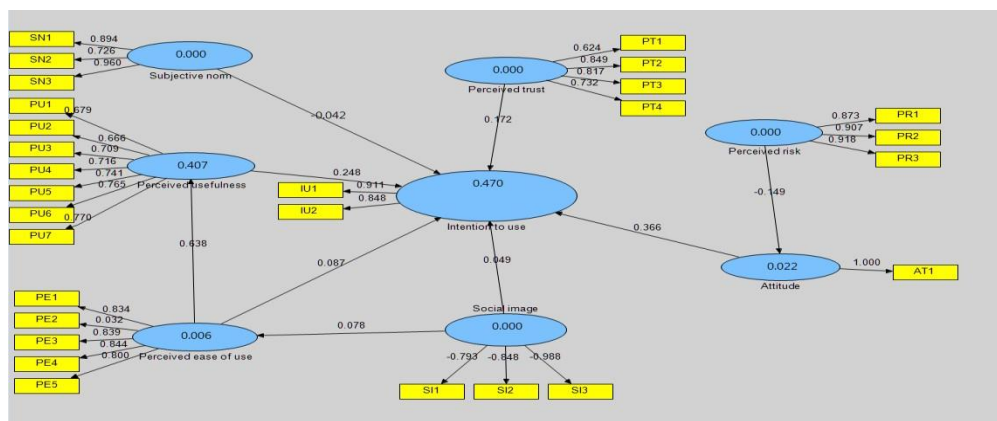 SN1
0.894
SN2
0.726
SN3
0.960
0.000
Subjective norm
-0.042
PT1
0.624
PT2
0.849
PT3
0.817
PT4
0.732
0.000
Perceived trust
0.172
PR1
0.873
PR2
0.907
PR3
0.918
0.000
Perceived risk
-0.149
PU1
0.679
PU2
0.666
PU3
0.709
PU4
0.716
PU5
0.741
PU6
0.765
PU7
0.770
0.407
Perceived usefulness
0.248
IU1
0.911
IU2
0.848
0.470
Intention to use
0.366
0.638
0.087
0.049
0.022
Attitude
1.000
AT1
PE1
0.834
PE2
0.032
PE3
0.839
PE4
0.844
PE5
0.800
0.006
Perceived ease of use
0.078
Social image
0.000
-0.793
-0.848
-0.988
SI1
SI2
SI3